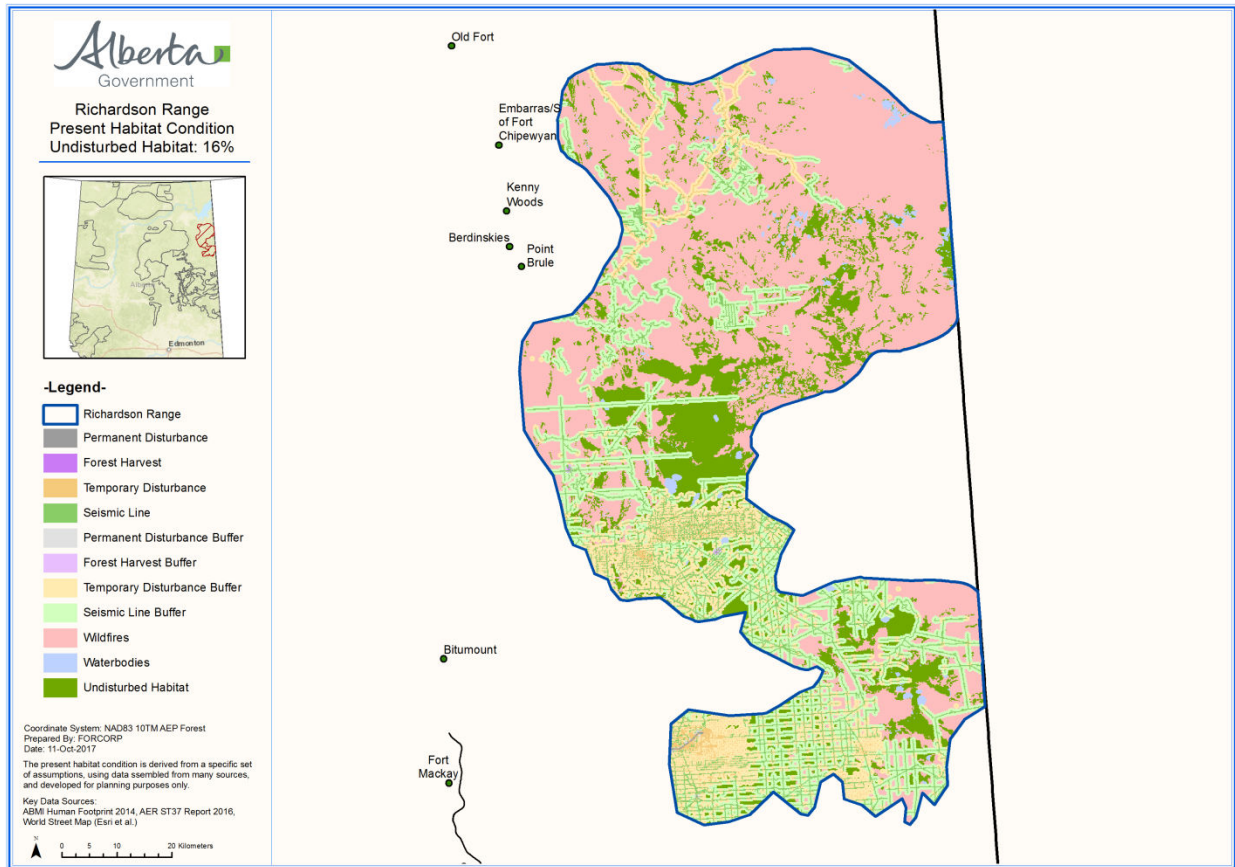 Alberta
Government
Richardson Range
Present Habitat Condition
Undisturbed Habitat: 16%
Alberta
Edmonton
-Legend-
Richardson Range
Permanent Disturbance
Forest Harvest
Temporary Disturbance
Seismic Line
Permanent Disturbance Buffer
Forest Harvest Buffer
Temporary Disturbance Buffer
Seismic Line Buffer
Wildfires
Waterbodies
Undisturbed Habitat
Coordinate System: NAD83 10TM AEP Forest
Prepared By: FORCORP
Date: 11-Oct-2017
The present habitat condition is derived from a specific set
of assumptions, using data ssembled from many sources,
and developed for planning purposes only.
Key Data Sources:
ABMI Human Footprint 2014, AER ST37 Report 2016,
World Street Map (Esri et al.)
N
0 5 10 20 Kilometers
Old Fort
Embarras/S
of Fort
Chipewyan
Kenny
Woods
Berdinskies
Point
Brule
Bitumount
Fort
Mackay